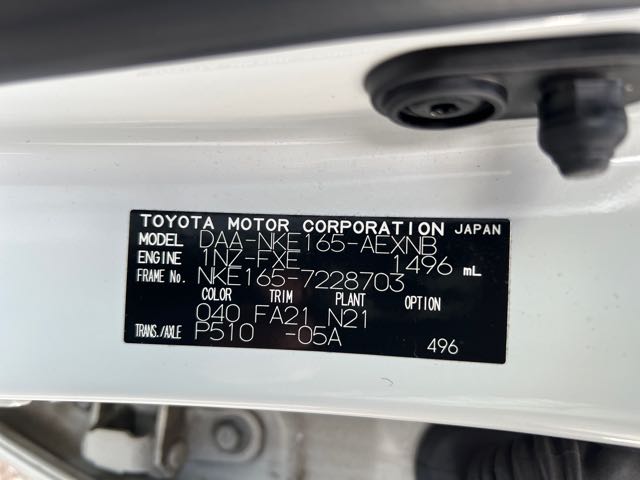 TOYOTA MOTOR CORPORATION JAPAN
MODEL DAA-NKE165-AEXNB
ENGINE 1NZ-FXE 1496 mL
FRAME No. NKE165-7228703
COLOR TRIM PLANT OPTION
040 FA21 N21
TRANS./AXLE P510 -05A
496